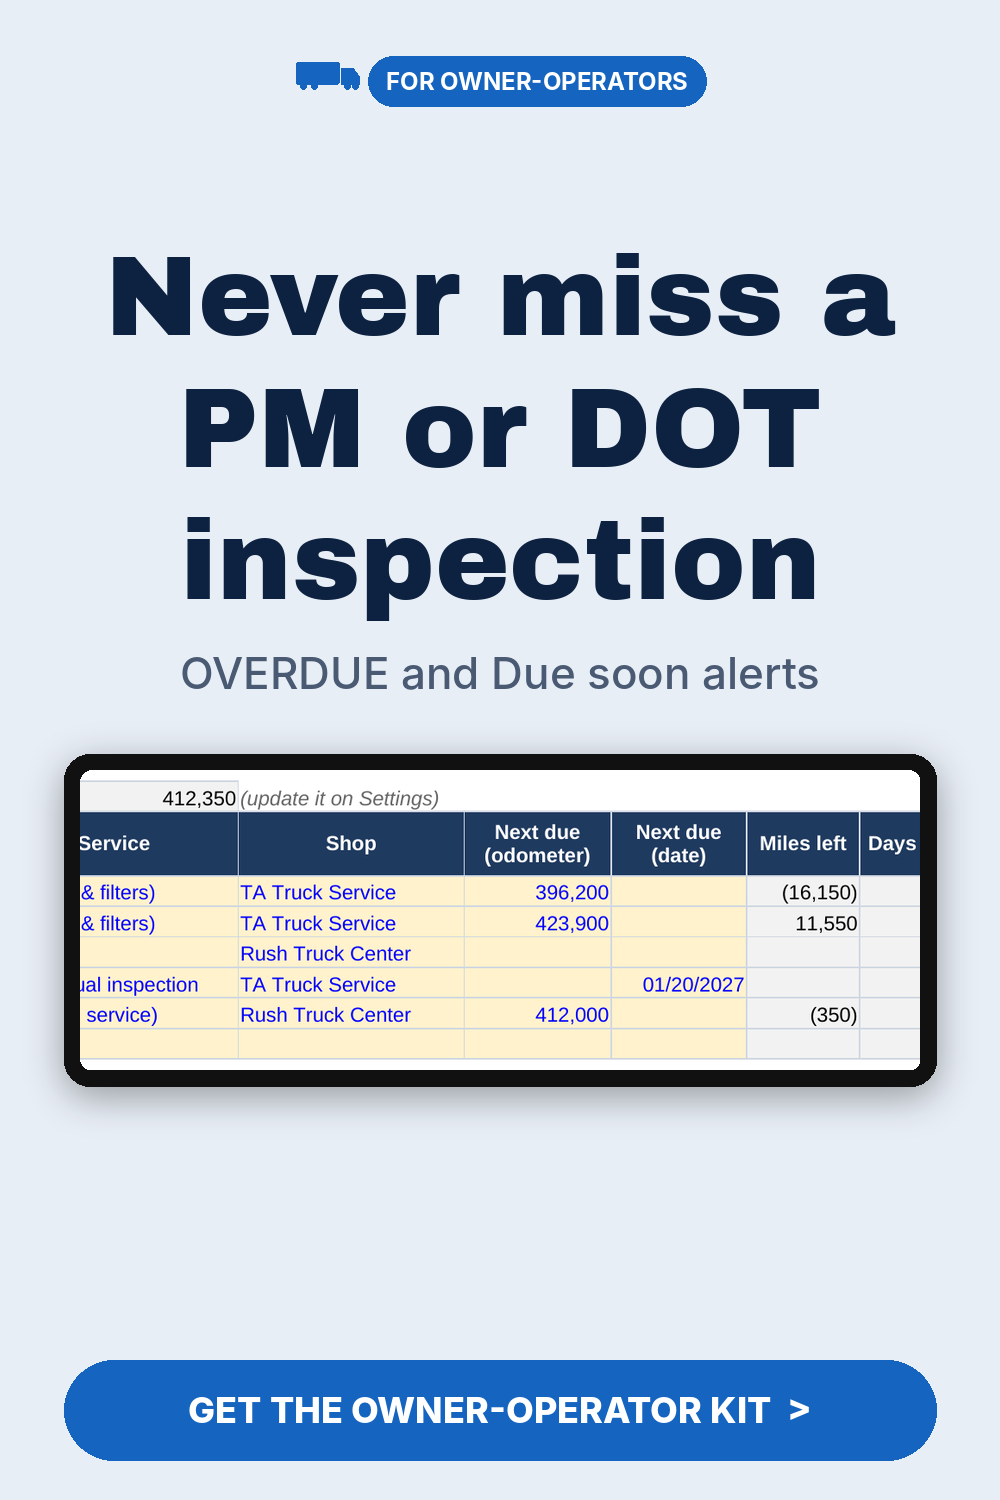 FOR OWNER-OPERATORS
Never miss a
PM or DOT
inspection
OVERDUE and Due soon alerts
412,350 (update it on Settings)
Service Shop Next due (odometer) Next due (date) Miles left Days
& filters) TA Truck Service 396,200 (16,150)
& filters) TA Truck Service 423,900 11,550
Rush Truck Center
ual inspection TA Truck Service 01/20/2027
service) Rush Truck Center 412,000 (350)
GET THE OWNER-OPERATOR KIT >